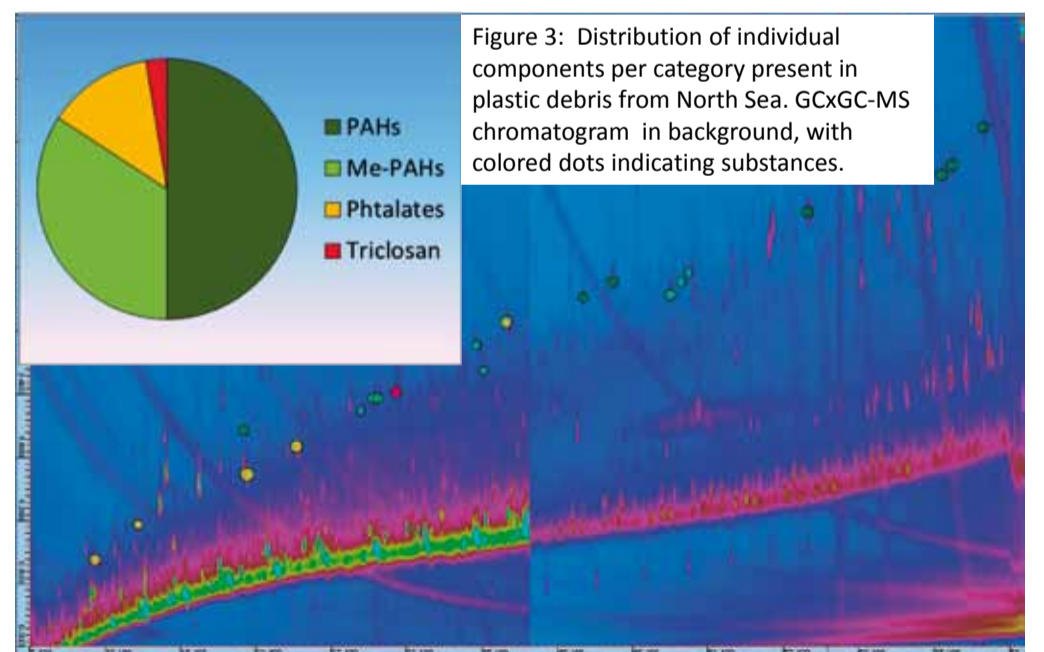 Figure 3:  Distribution of individual
components per category present in
plastic debris from North Sea. GCxGC-MS
chromatogram  in background, with
colored dots indicating substances.
PAHs
Me-PAHs
Phtalates
Triclosan